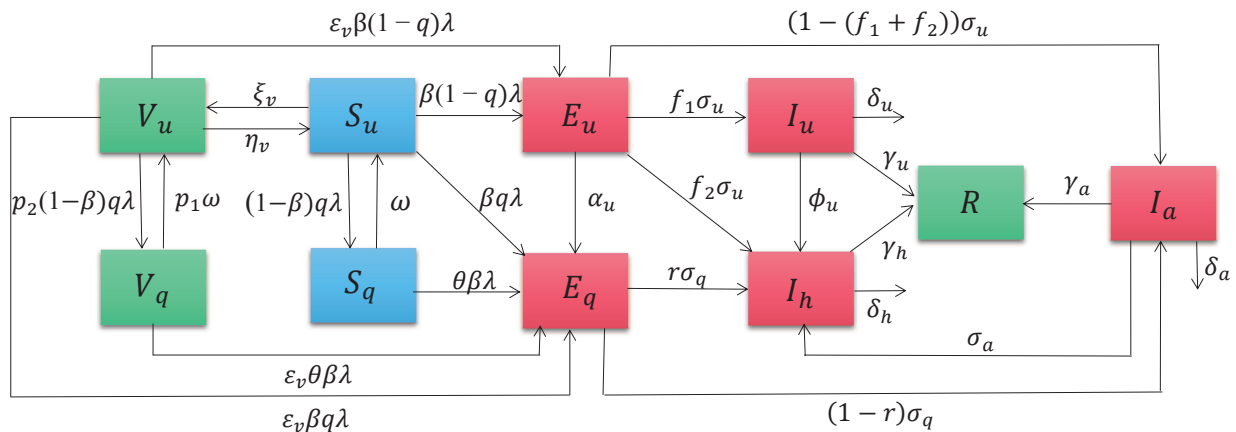 ε_vβ(1 − q)λ
(1 − (f_1 + f_2))σ_u
V_u
ξ_v
η_v
S_u
β(1 − q)λ
E_u
f_1σ_u
I_u
δ_u
p_2(1−β)qλ
p_1ω
(1−β)qλ
ω
βqλ
α_u
f_2σ_u
ϕ_u
γ_u
R
γ_a
I_a
V_q
S_q
θβλ
E_q
rσ_q
I_h
γ_h
δ_h
δ_a
σ_a
ε_vθβλ
ε_vβqλ
(1 − r)σ_q